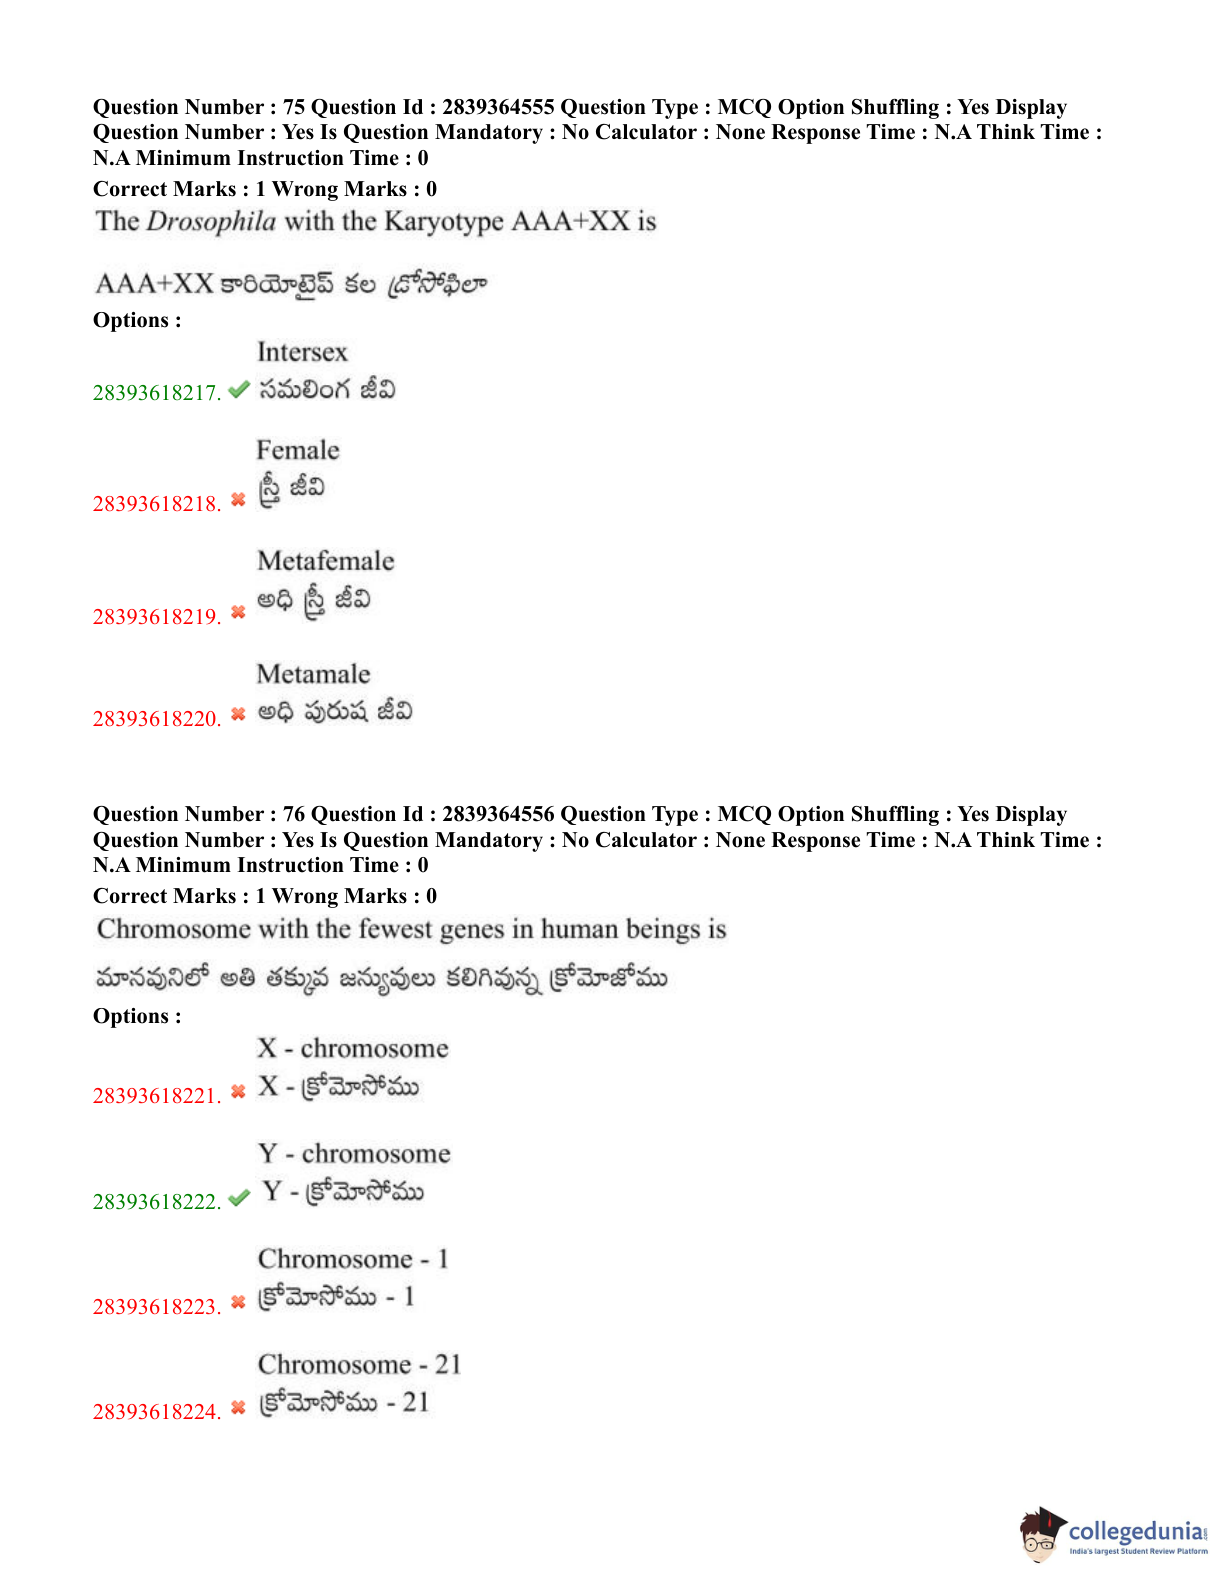 Question Number : 75 Question Id : 2839364555 Question Type : MCQ Option Shuffling : Yes Display
Question Number : Yes Is Question Mandatory : No Calculator : None Response Time : N.A Think Time :
N.A Minimum Instruction Time : 0
Correct Marks : 1 Wrong Marks : 0
The Drosophila with the Karyotype AAA+XX is
AAA+XX కారియోటైప్ కల డ్రోసోఫిలా
Options :
Intersex
28393618217. సమలింగ జీవి
Female
28393618218. స్త్రీ జీవి
Metafemale
28393618219. అధి స్త్రీ జీవి
Metamale
28393618220. అధి పురుష జీవి
Question Number : 76 Question Id : 2839364556 Question Type : MCQ Option Shuffling : Yes Display
Question Number : Yes Is Question Mandatory : No Calculator : None Response Time : N.A Think Time :
N.A Minimum Instruction Time : 0
Correct Marks : 1 Wrong Marks : 0
Chromosome with the fewest genes in human beings is
మానవునిలో అతి తక్కువ జన్యువులు కలిగివున్న క్రోమోజోము
Options :
X - chromosome
28393618221. X - క్రోమోసోము
Y - chromosome
28393618222. Y - క్రోమోసోము
Chromosome - 1
28393618223. క్రోమోసోము - 1
Chromosome - 21
28393618224. క్రోమోసోము - 21
collegedunia.com
India's largest Student Review Platform